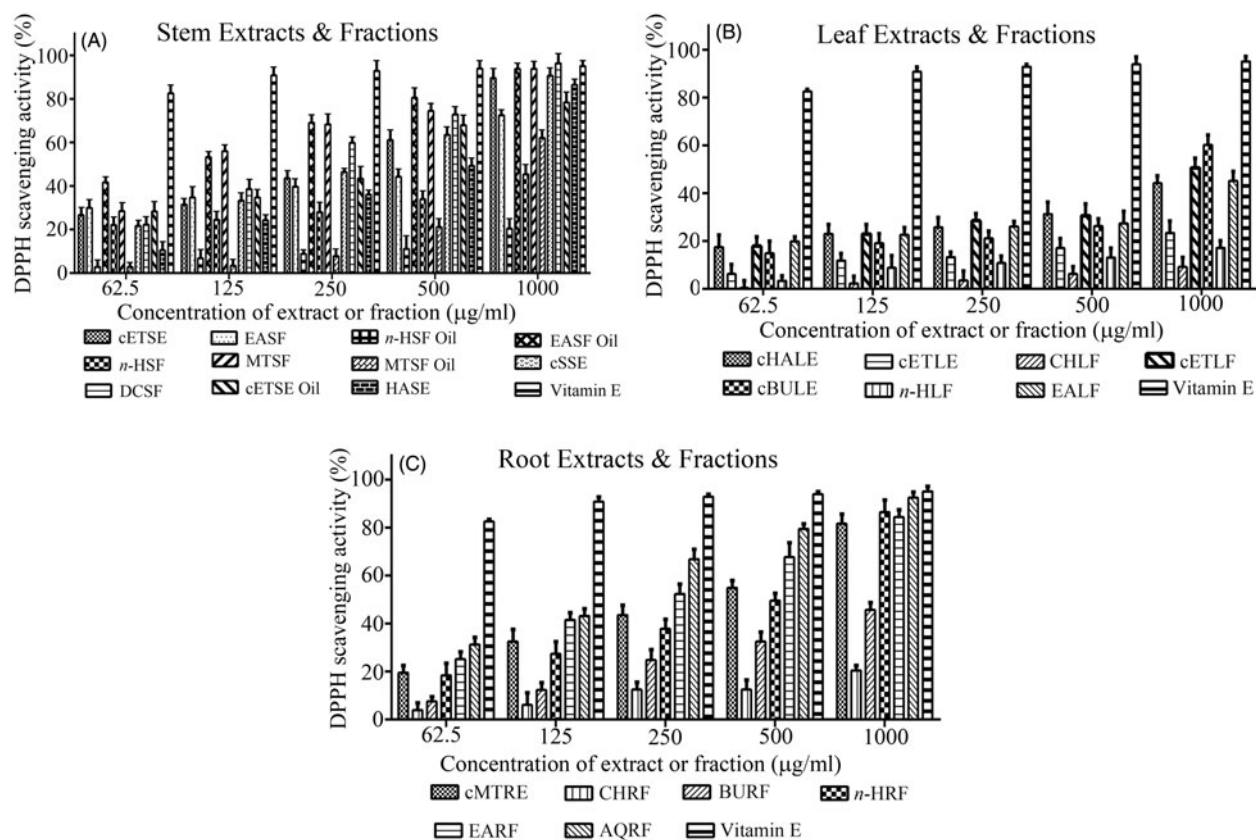 (A) Stem Extracts & Fractions
DPPH scavenging activity (%)
100
80
60
40
20
0
62.5 125 250 500 1000
Concentration of extract or fraction (μg/ml)
cETSE EASF n-HSF Oil EASF Oil
n-HSF MTSF MTSF Oil cSSE
DCSF cETSE Oil HASE Vitamin E
(B) Leaf Extracts & Fractions
DPPH scavenging activity (%)
100
80
60
40
20
0
62.5 125 250 500 1000
Concentration of extract or fraction (μg/ml)
cHALE cETLE CHLF cETLF
cBULE n-HLF EALF Vitamin E
(C) Root Extracts & Fractions
DPPH scavenging activity (%)
100
80
60
40
20
0
62.5 125 250 500 1000
Concentration of extract or fraction (μg/ml)
cMTRE CHRF BURF n-HRF
EARF AQRF Vitamin E